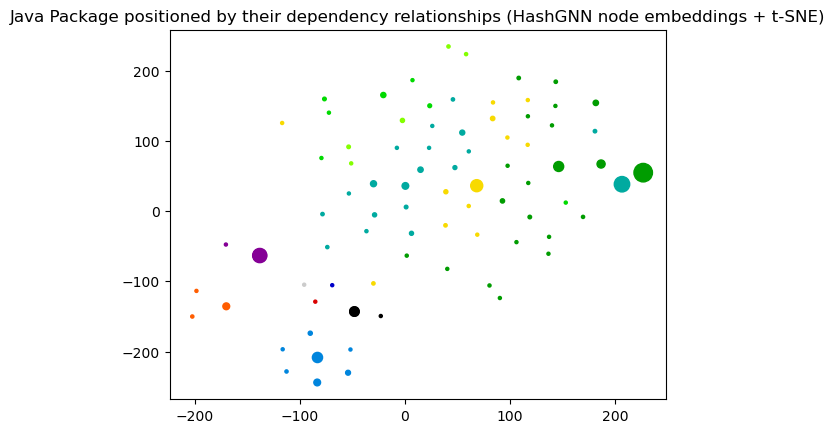 Java Package positioned by their dependency relationships (HashGNN node embeddings + t-SNE)
200
100
0
−100
−200
−200 −100 0 100 200